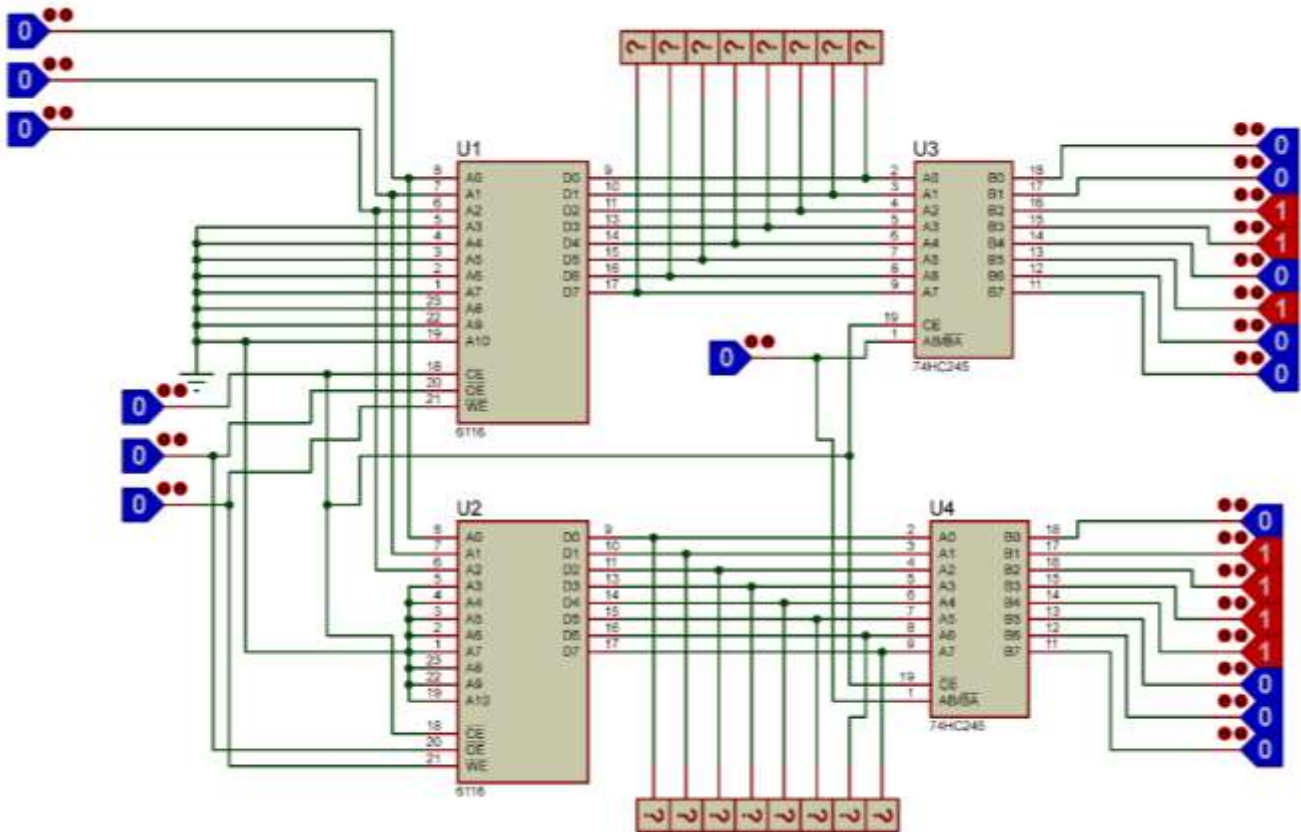 0
0
0
? ? ? ? ? ? ? ?
U1
8 A0 D0 9
7 A1 D1 10
6 A2 D2 11
5 A3 D3 13
4 A4 D4 14
3 A5 D5 15
2 A6 D6 16
1 A7 D7 17
23 A8
22 A9
19 A10
18 CE
20 OE
21 WE
6116
U3
2 A0 B0 18
3 A1 B1 17
4 A2 B2 16
5 A3 B3 15
6 A4 B4 14
7 A5 B5 13
8 A6 B6 12
9 A7 B7 11
19 CE
1 AB/BA
74HC245
0
0
1
1
0
1
0
0
0
0
0
0
U2
8 A0 D0 9
7 A1 D1 10
6 A2 D2 11
5 A3 D3 13
4 A4 D4 14
3 A5 D5 15
2 A6 D6 16
1 A7 D7 17
23 A8
22 A9
19 A10
18 CE
20 OE
21 WE
6116
U4
2 A0 B0 18
3 A1 B1 17
4 A2 B2 16
5 A3 B3 15
6 A4 B4 14
7 A5 B5 13
8 A6 B6 12
9 A7 B7 11
19 CE
1 AB/BA
74HC245
0
1
1
1
1
0
0
0
? ? ? ? ? ? ? ?